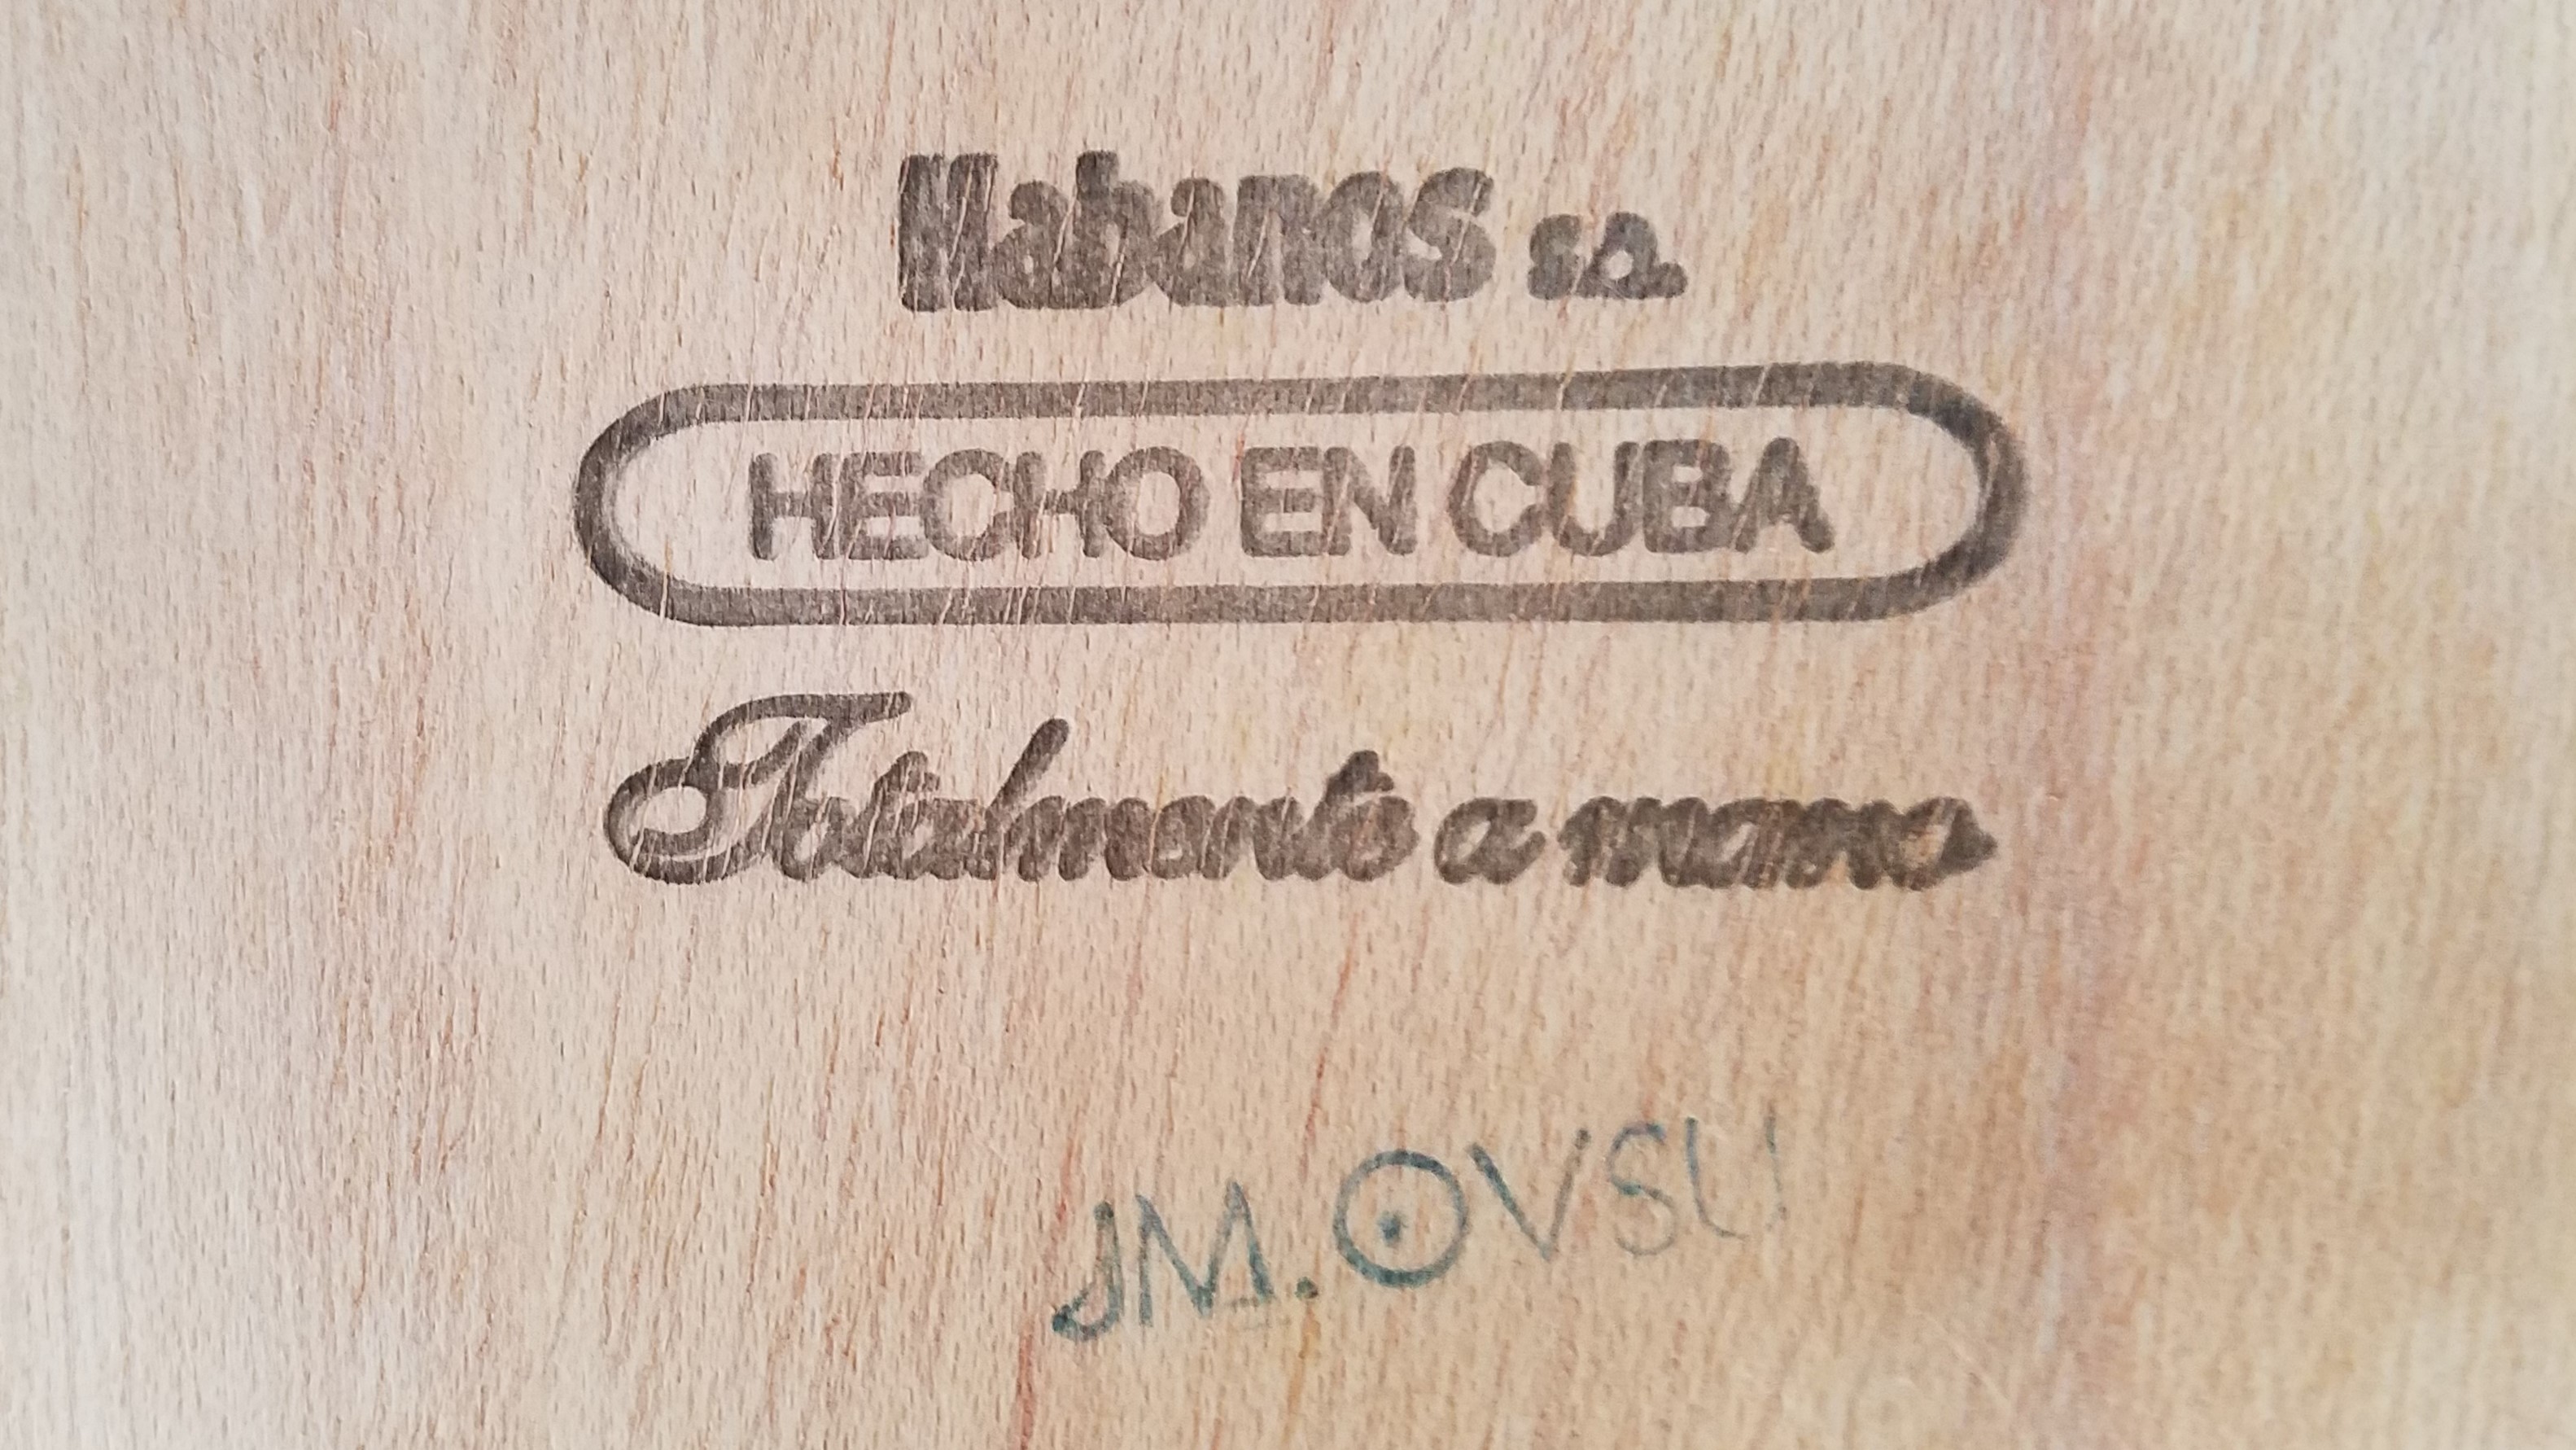 Habanos s.a.
HECHO EN CUBA
Totalmente a mano